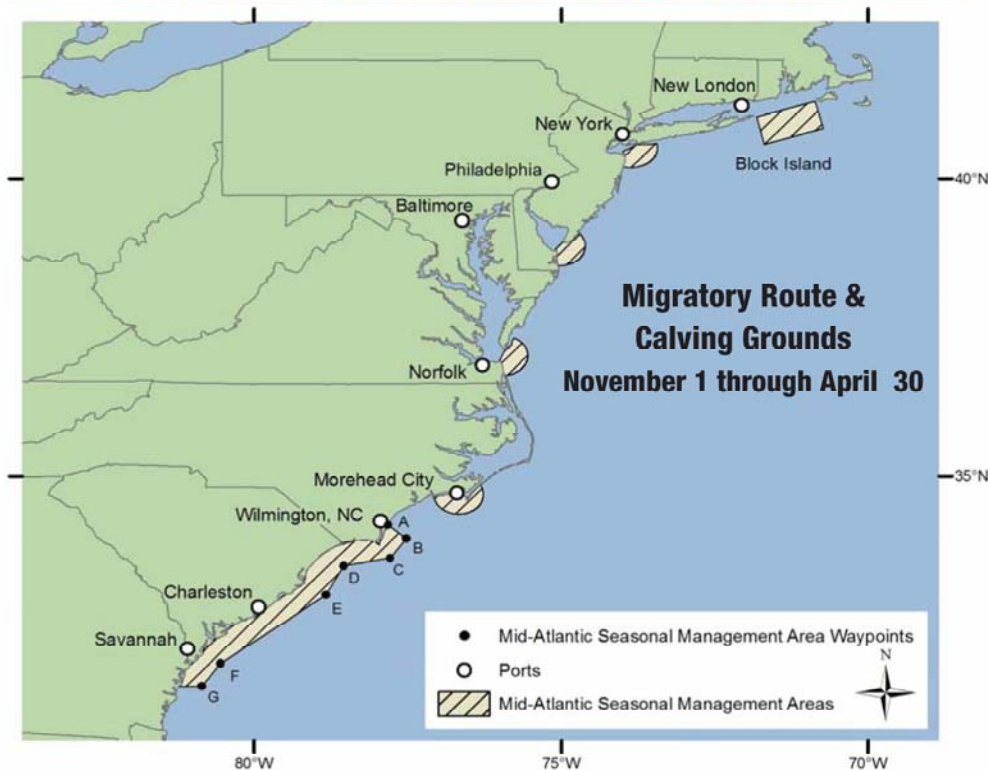 New London
New York
Block Island
Philadelphia
40°N
Baltimore
Migratory Route &
Calving Grounds
November 1 through April 30
Norfolk
Morehead City
35°N
Wilmington, NC
A
B
C
D
E
Charleston
Savannah
F
G
Mid-Atlantic Seasonal Management Area Waypoints
Ports
Mid-Atlantic Seasonal Management Areas
N
80°W
75°W
70°W